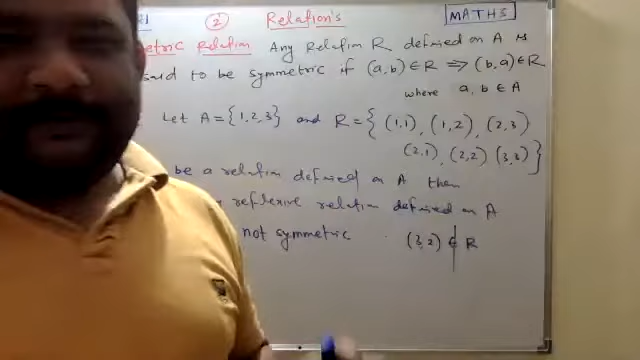 ② Relation's MATHS
metric Relation Any Relation R defined on A is
said to be symmetric if (a,b) ∈ R ⟹ (b,a) ∈ R
where a, b ∈ A
Let A = {1,2,3} and R = { (1,1), (1,2), (2,3)
(2,1), (2,2) (3,3) }
be a relation defined on A then
reflexive relation defined on A
not symmetric (3,2) ∉ R